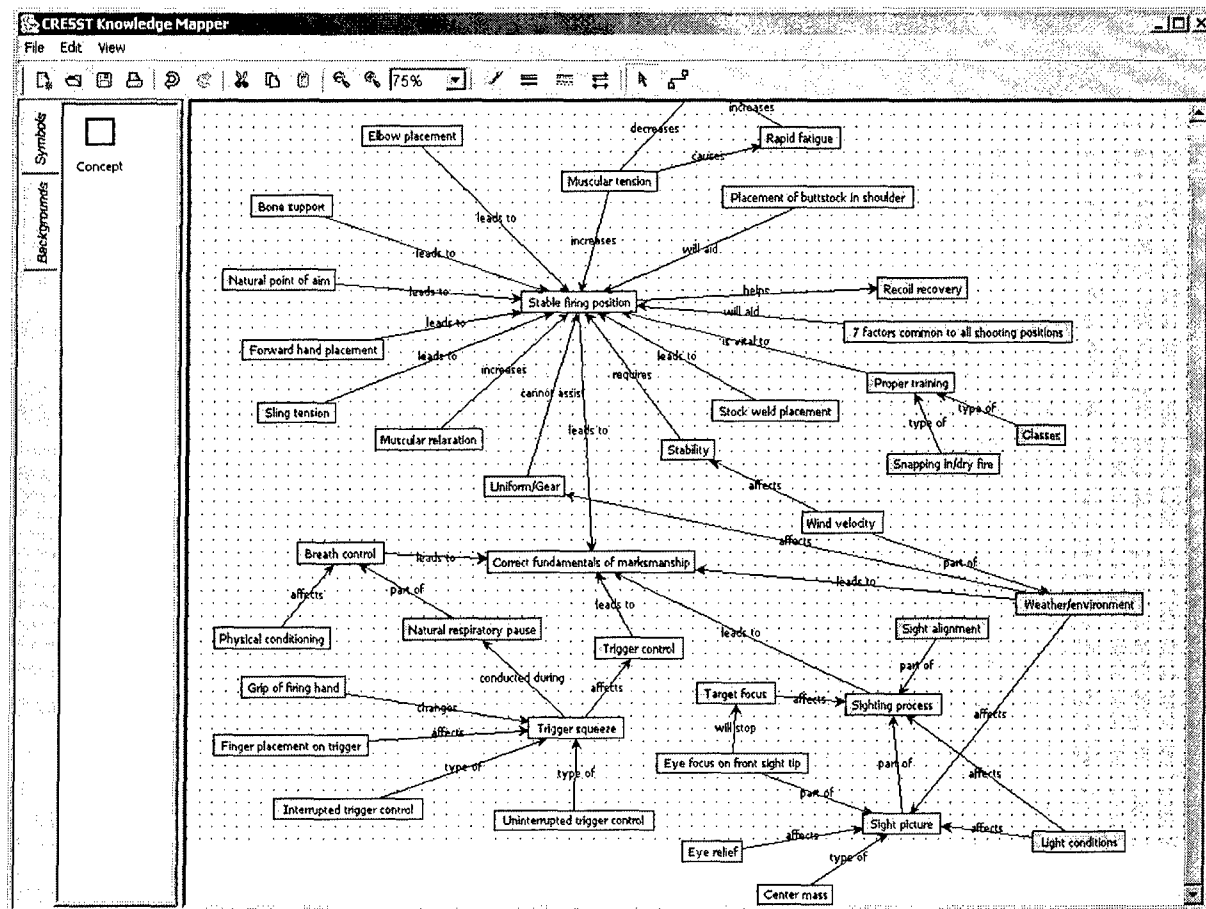 CRESST Knowledge Mapper
File Edit View
75%
Symbols
Backgrounds
Concept
increases
Elbow placement
decreases
Rapid fatigue
causes
Muscular tension
Placement of buttstock in shoulder
Bone support
leads to
increases
will aid
leads to
Natural point of aim
leads to
Stable firing position
helps
Recoil recovery
will aid
leads to
7 factors common to all shooting positions
Forward hand placement
is vital to
leads to
increases
requires
leads to
Proper training
cannot assist
type of
Sling tension
Stock weld placement
type of
Classes
Muscular relaxation
leads to
Stability
Snapping in/dry fire
Uniform/Gear
affects
Wind velocity
affects
Breath control
leads to
Correct fundamentals of marksmanship
part of
leads to
affects
part of
leads to
Weather/environment
Physical conditioning
Natural respiratory pause
leads to
Sight alignment
Trigger control
part of
conducted during
affects
Grip of firing hand
Target focus
affects
Sighting process
changes
affects
Finger placement on trigger
affects
Trigger squeeze
will stop
type of
type of
Eye focus on front sight tip
part of
affects
part of
Interrupted trigger control
Uninterrupted trigger control
Sight picture
affects
affects
Light conditions
Eye relief
type of
Center mass